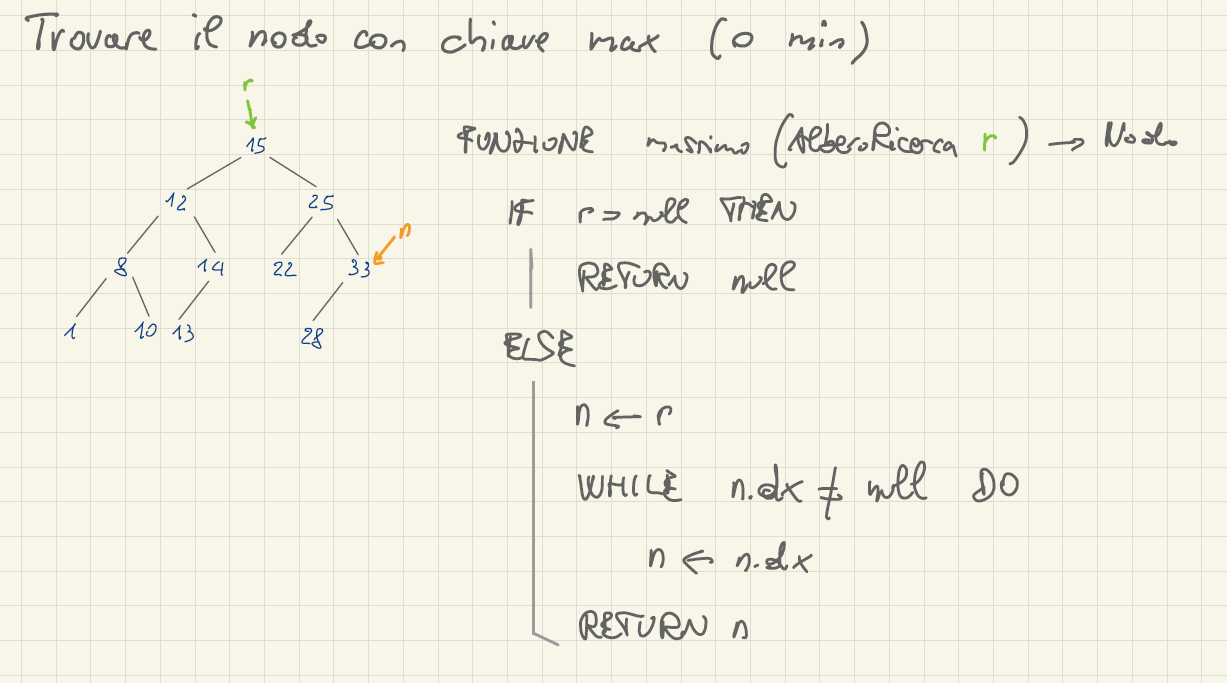 Trovare il nodo con chiave max (o min)
r
15
FUNZIONE massimo (AlberoRicerca r) → Nodo
12 25
IF r = null THEN
n
8 14 22 33
RETURN null
1 10 13 28
ELSE
n ← r
WHILE n.dx ≠ null DO
n ← n.dx
RETURN n